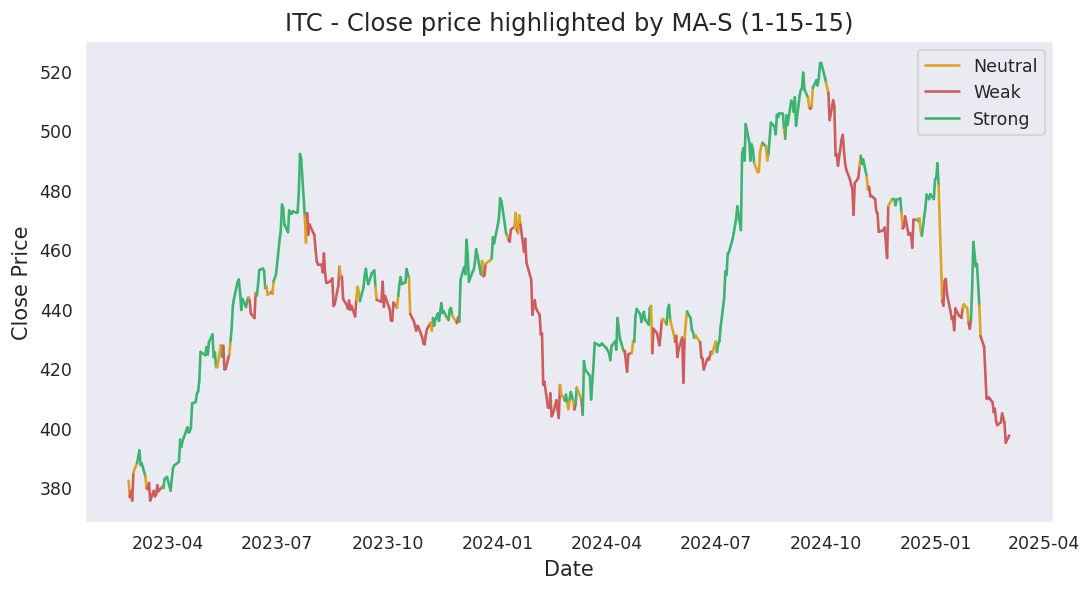 ITC - Close price highlighted by MA-S (1-15-15)
Neutral
Weak
Strong
Close Price
520
500
480
460
440
420
400
380
2023-04 2023-07 2023-10 2024-01 2024-04 2024-07 2024-10 2025-01 2025-04
Date